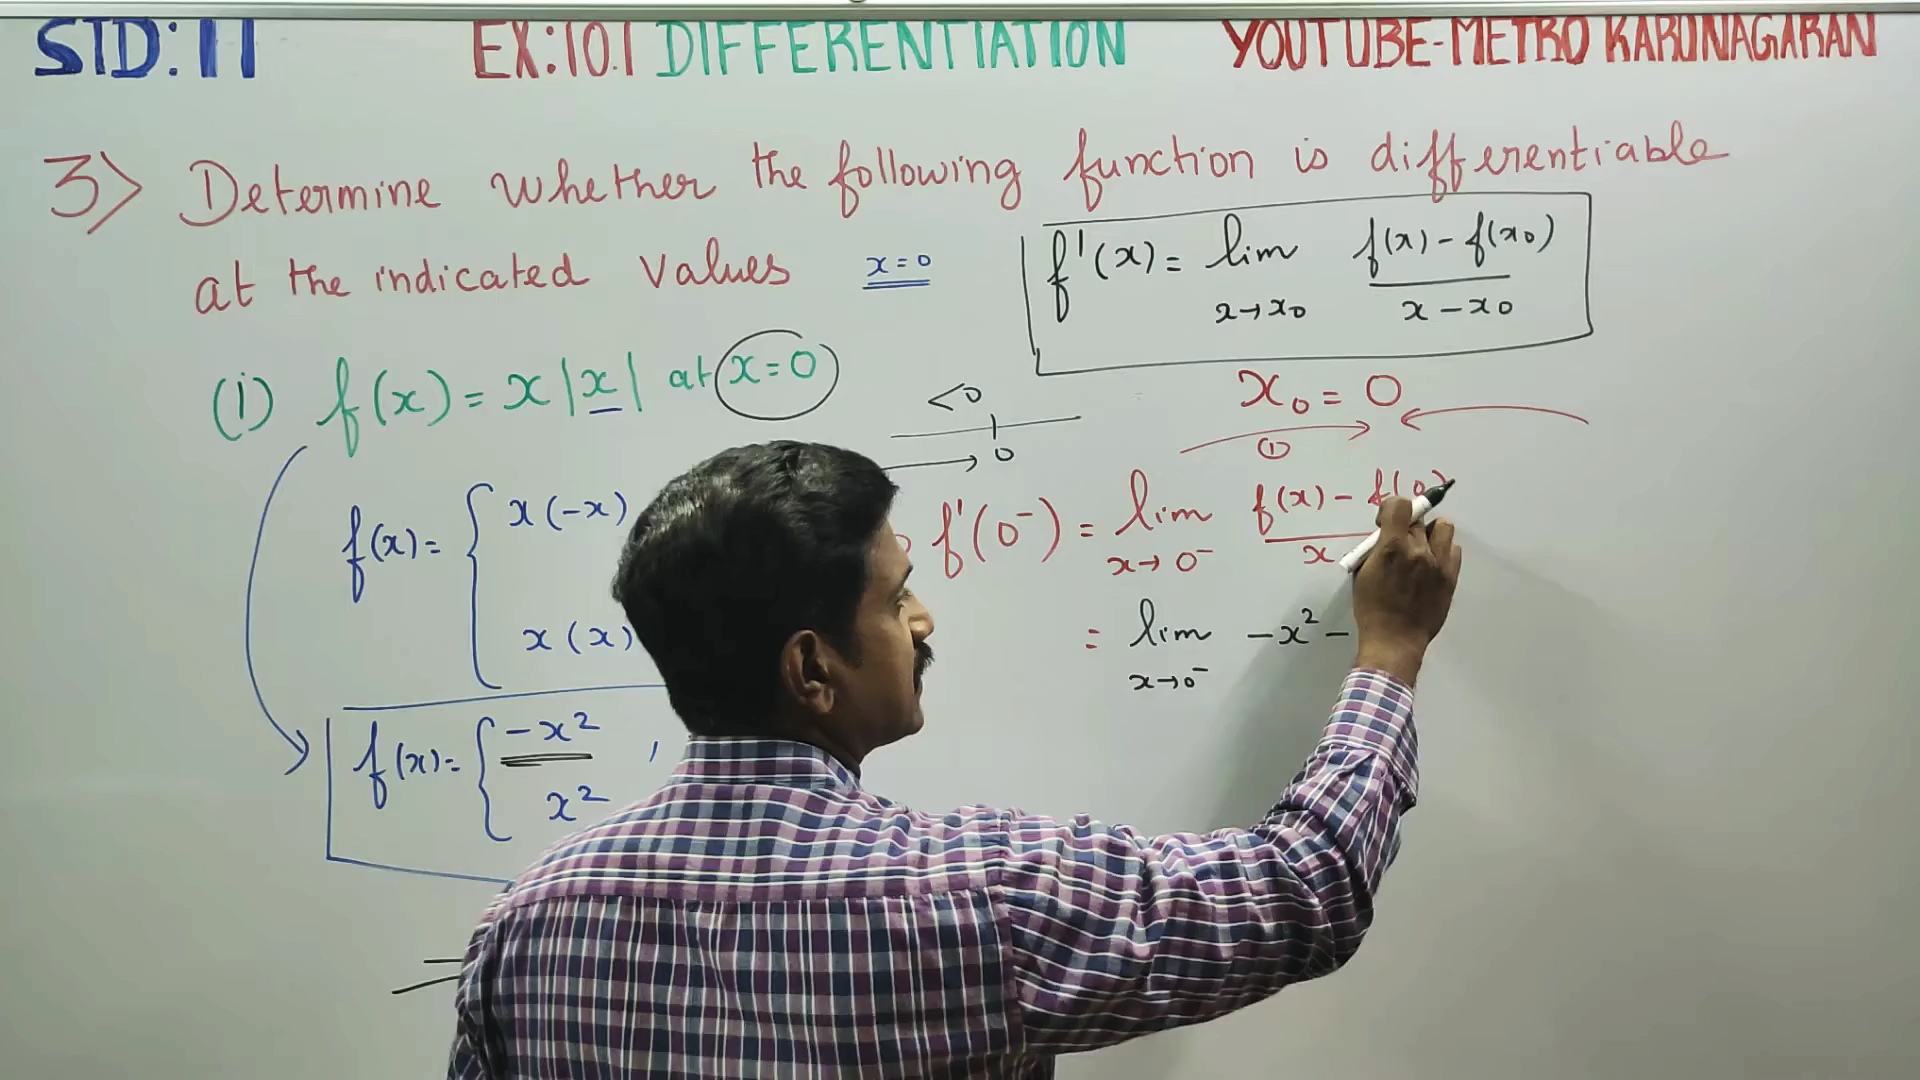 STD: 11 EX:10.1 DIFFERENTIATION YOUTUBE-METRO KARUNAGARAN
3> Determine whether the following function is differentiable
at the indicated values x=0
f'(x) = lim f(x) - f(x₀)
x→x₀ x - x₀
(i) f(x) = x|x| at x=0
x₀ = 0
<0
①
0
f(x) = { x(-x)
x(x)
f'(0⁻) = lim f(x) - f(0)
x→0⁻ x
= lim -x² -
x→0⁻
f(x) = { -x² ,
x²